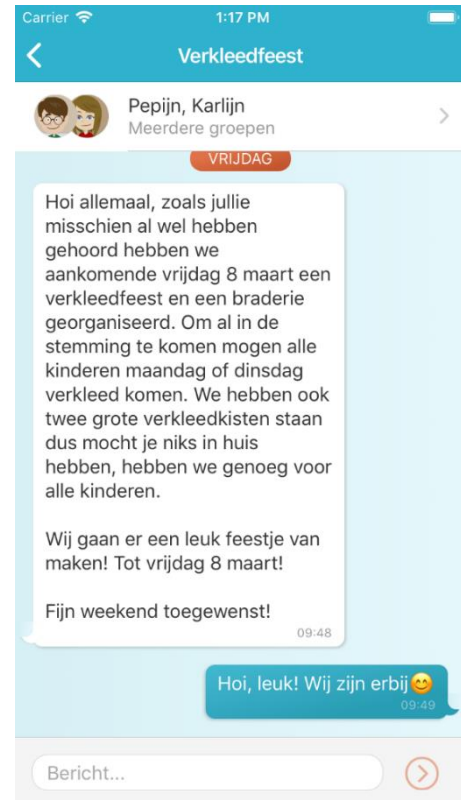 Carrier 1:17 PM
Verkleedfeest
Pepijn, Karlijn
Meerdere groepen
VRIJDAG
Hoi allemaal, zoals jullie
misschien al wel hebben
gehoord hebben we
aankomende vrijdag 8 maart een
verkleedfeest en een braderie
georganiseerd. Om al in de
stemming te komen mogen alle
kinderen maandag of dinsdag
verkleed komen. We hebben ook
twee grote verkleedkisten staan
dus mocht je niks in huis
hebben, hebben we genoeg voor
alle kinderen.
Wij gaan er een leuk feestje van
maken! Tot vrijdag 8 maart!
Fijn weekend toegewenst!
09:48
Hoi, leuk! Wij zijn erbij😊
09:49
Bericht...